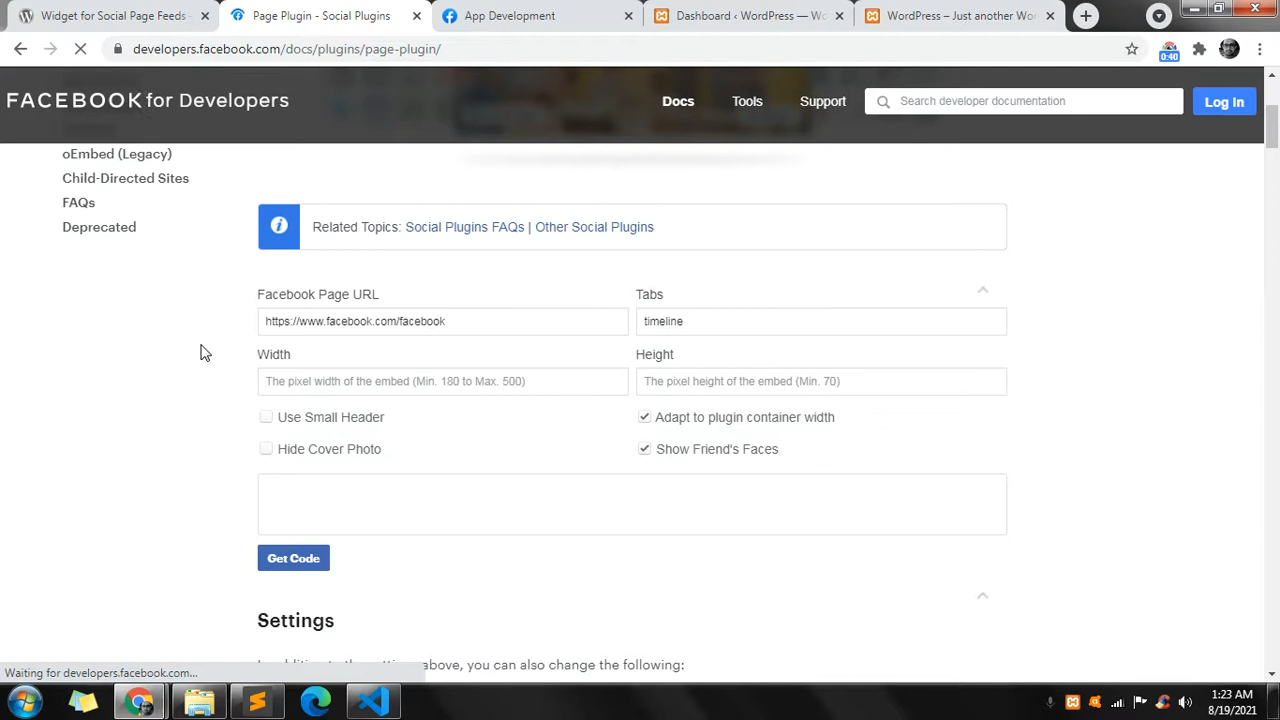 Widget for Social Page Feeds -
Page Plugin - Social Plugins
App Development
Dashboard ‹ WordPress — Wo
WordPress – Just another Wo
developers.facebook.com/docs/plugins/page-plugin/
0:40
FACEBOOK for Developers
Docs
Tools
Support
Search developer documentation
Log In
oEmbed (Legacy)
Child-Directed Sites
FAQs
Deprecated
Related Topics: Social Plugins FAQs | Other Social Plugins
Facebook Page URL
Tabs
https://www.facebook.com/facebook
timeline
Width
Height
The pixel width of the embed (Min. 180 to Max. 500)
The pixel height of the embed (Min. 70)
Use Small Header
Adapt to plugin container width
Hide Cover Photo
Show Friend's Faces
Get Code
Settings
above, you can also change the following:
Waiting for developers.facebook.com...
1:23 AM
8/19/2021